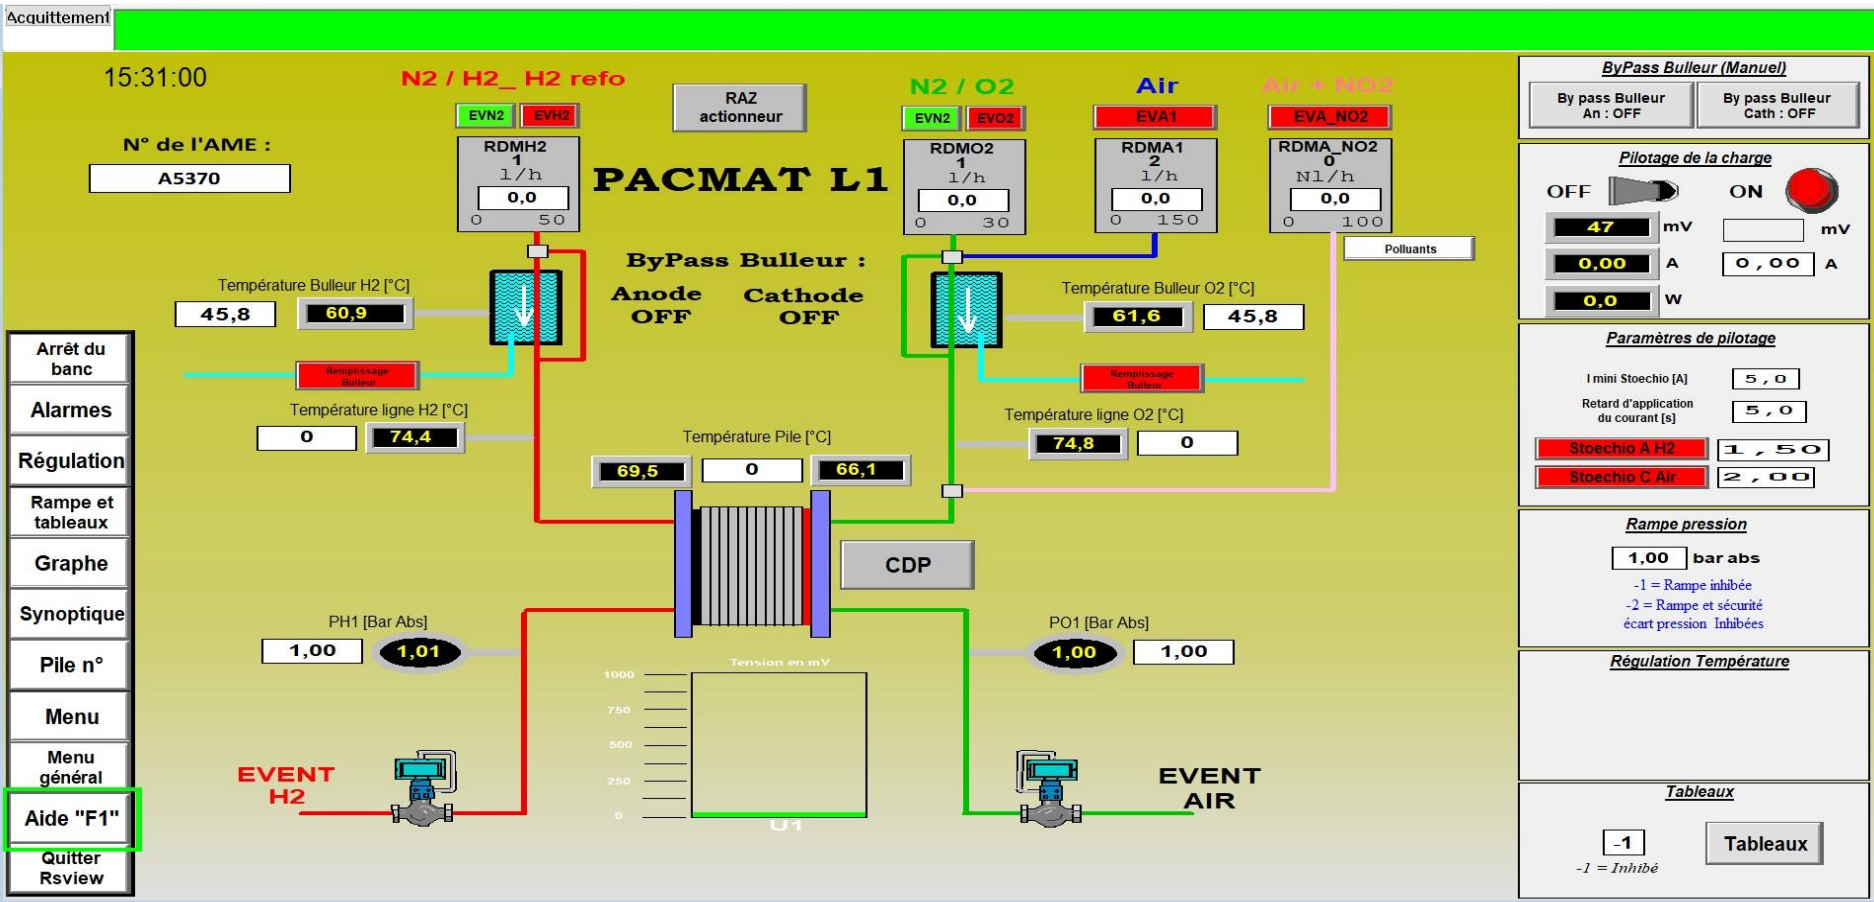 Acquittement
15:31:00
N° de l'AME :
A5370
N2 / H2_ H2 refo
EVN2 EVH2
RDMH2
1
l/h
0,0
0 50
RAZ
actionneur
PACMAT L1
N2 / O2
EVN2 EVO2
RDMO2
1
l/h
0,0
0 30
Air
EVA1
RDMA1
2
l/h
0,0
0 150
Air + NO2
EVA_NO2
RDMA_NO2
0
Nl/h
0,0
0 100
Polluants
ByPass Bulleur :
Anode Cathode
OFF OFF
Température Bulleur H2 [°C]
45,8 60,9
Remplissage
Bulleur
Température ligne H2 [°C]
0 74,4
Température Bulleur O2 [°C]
61,6 45,8
Remplissage
Bulleur
Température ligne O2 [°C]
74,8 0
Température Pile [°C]
69,5 0 66,1
CDP
PH1 [Bar Abs]
1,00 1,01
PO1 [Bar Abs]
1,00 1,00
Tension en mV
1000
750
500
250
0
U1
EVENT
H2
EVENT
AIR
Arrêt du
banc
Alarmes
Régulation
Rampe et
tableaux
Graphe
Synoptique
Pile n°
Menu
Menu
général
Aide "F1"
Quitter
Rsview
ByPass Bulleur (Manuel)
By pass Bulleur
An : OFF
By pass Bulleur
Cath : OFF
Pilotage de la charge
OFF ON
47 mV mV
0,00 A 0,00 A
0,0 W
Paramètres de pilotage
I mini Stoechio [A] 5,0
Retard d'application
du courant [s] 5,0
Stoechio A H2 1,50
Stoechio C Air 2,00
Rampe pression
1,00 bar abs
-1 = Rampe inhibée
-2 = Rampe et sécurité
écart pression Inhibées
Régulation Température
Tableaux
-1 Tableaux
-1 = Inhibé